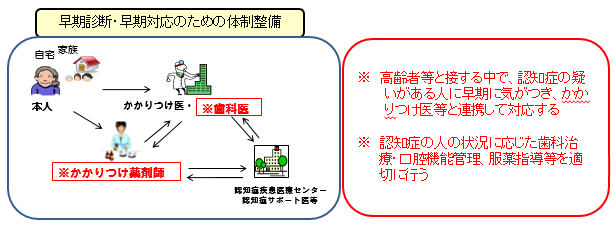 早期診断・早期対応のための体制整備
自宅 家族
本人
かかりつけ医・
※歯科医
※かかりつけ薬剤師
認知症疾患医療センター
認知症サポート医等
※ 高齢者等と接する中で、認知症の疑
いがある人に早期に気がつき、かか
りつけ医等と連携して対応する
※ 認知症の人の状況に応じた歯科治
療・口腔機能管理、服薬指導等を適
切に行う